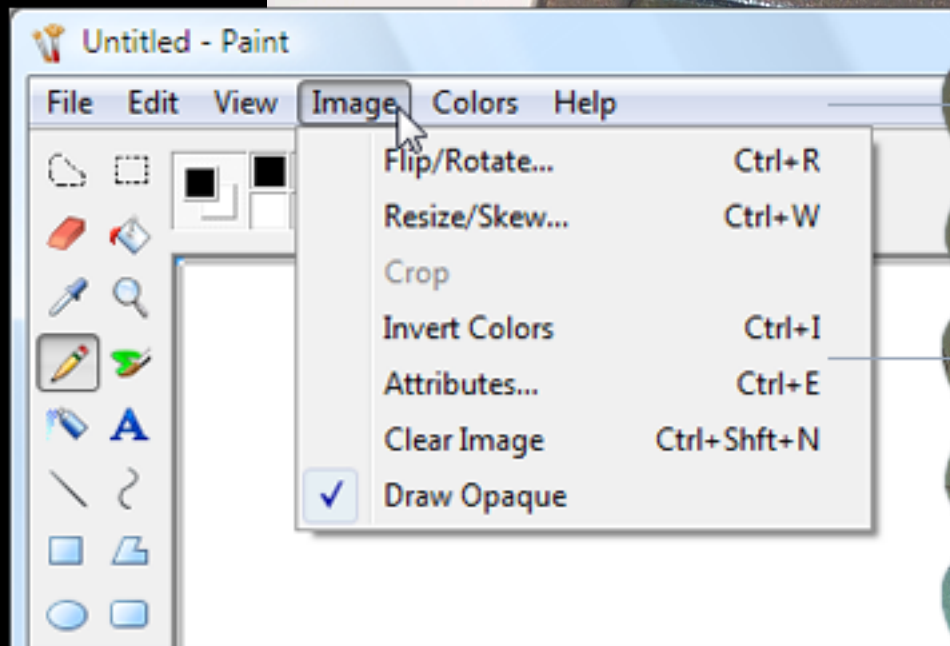 Untitled - Paint
File Edit View Image Colors Help
Flip/Rotate... Ctrl+R
Resize/Skew... Ctrl+W
Crop
Invert Colors Ctrl+I
Attributes... Ctrl+E
Clear Image Ctrl+Shft+N
Draw Opaque
A